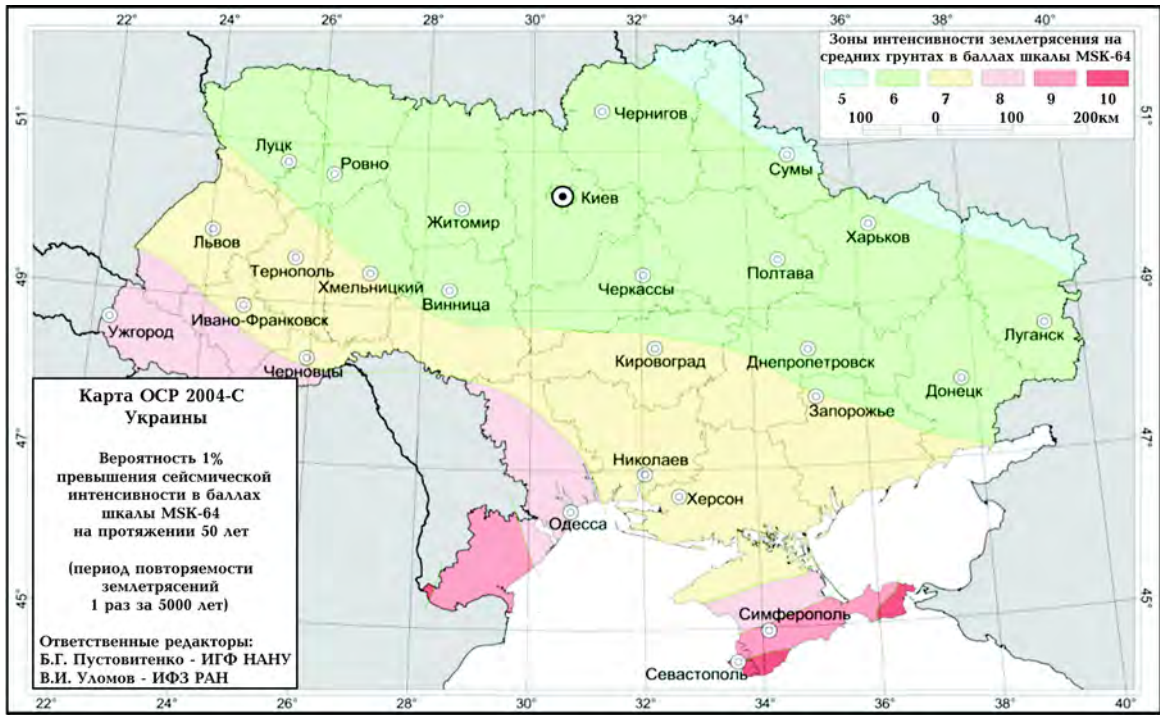 22°
24°
26°
28°
30°
32°
34°
36°
38°
40°
Зоны интенсивности землетрясения на
средних грунтах в баллах шкалы MSK-64
5 6 7 8 9 10
100 0 100 200км
51°
51°
49°
49°
47°
47°
45°
45°
Чернигов
Луцк
Ровно
Сумы
Киев
Житомир
Харьков
Львов
Тернополь
Хмельницкий
Винница
Черкассы
Полтава
Ужгород
Ивано-Франковск
Луганск
Черновцы
Кировоград
Днепропетровск
Донецк
Запорожье
Николаев
Херсон
Одесса
Симферополь
Севастополь
Карта ОСР 2004-С
Украины
Вероятность 1%
превышения сейсмической
интенсивности в баллах
шкалы MSK-64
на протяжении 50 лет
(период повторяемости
землетрясений
1 раз за 5000 лет)
Ответственные редакторы:
Б.Г. Пустовитенко - ИГФ НАНУ
В.И. Уломов - ИФЗ РАН
22°
24°
26°
28°
30°
32°
34°
36°
38°
40°